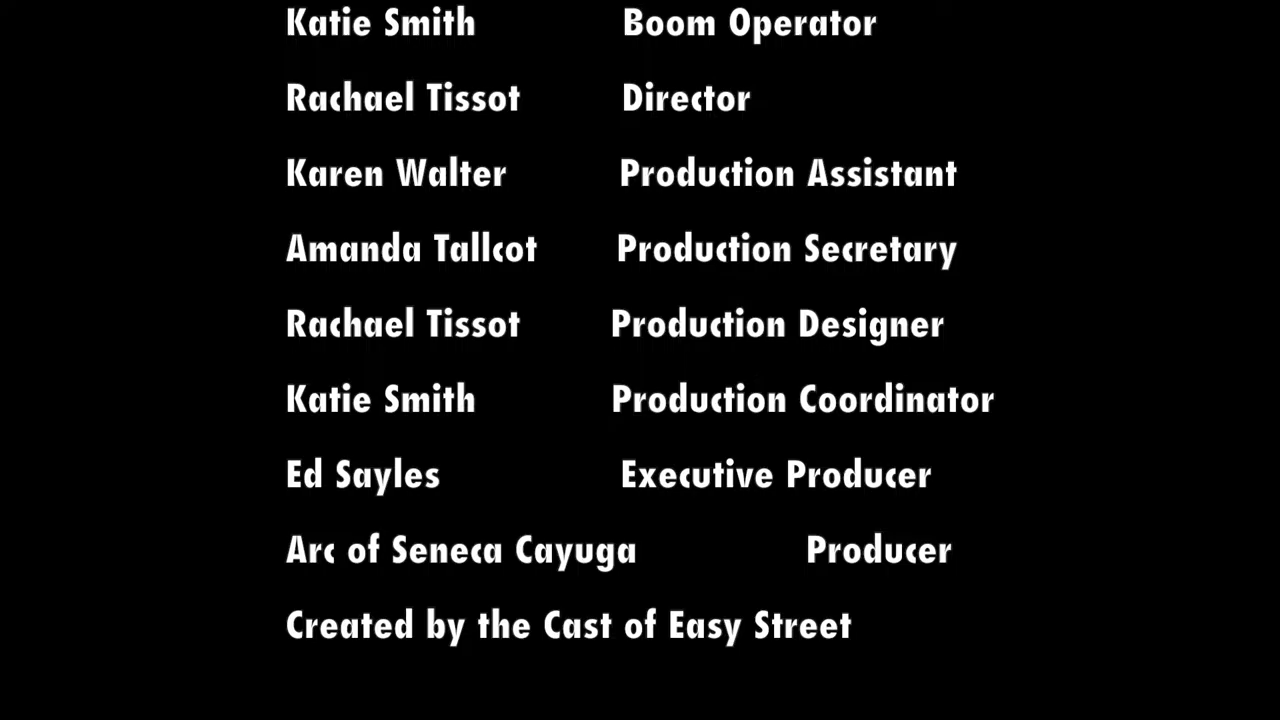 Katie Smith Boom Operator
Rachael Tissot Director
Karen Walter Production Assistant
Amanda Tallcot Production Secretary
Rachael Tissot Production Designer
Katie Smith Production Coordinator
Ed Sayles Executive Producer
Arc of Seneca Cayuga Producer
Created by the Cast of Easy Street